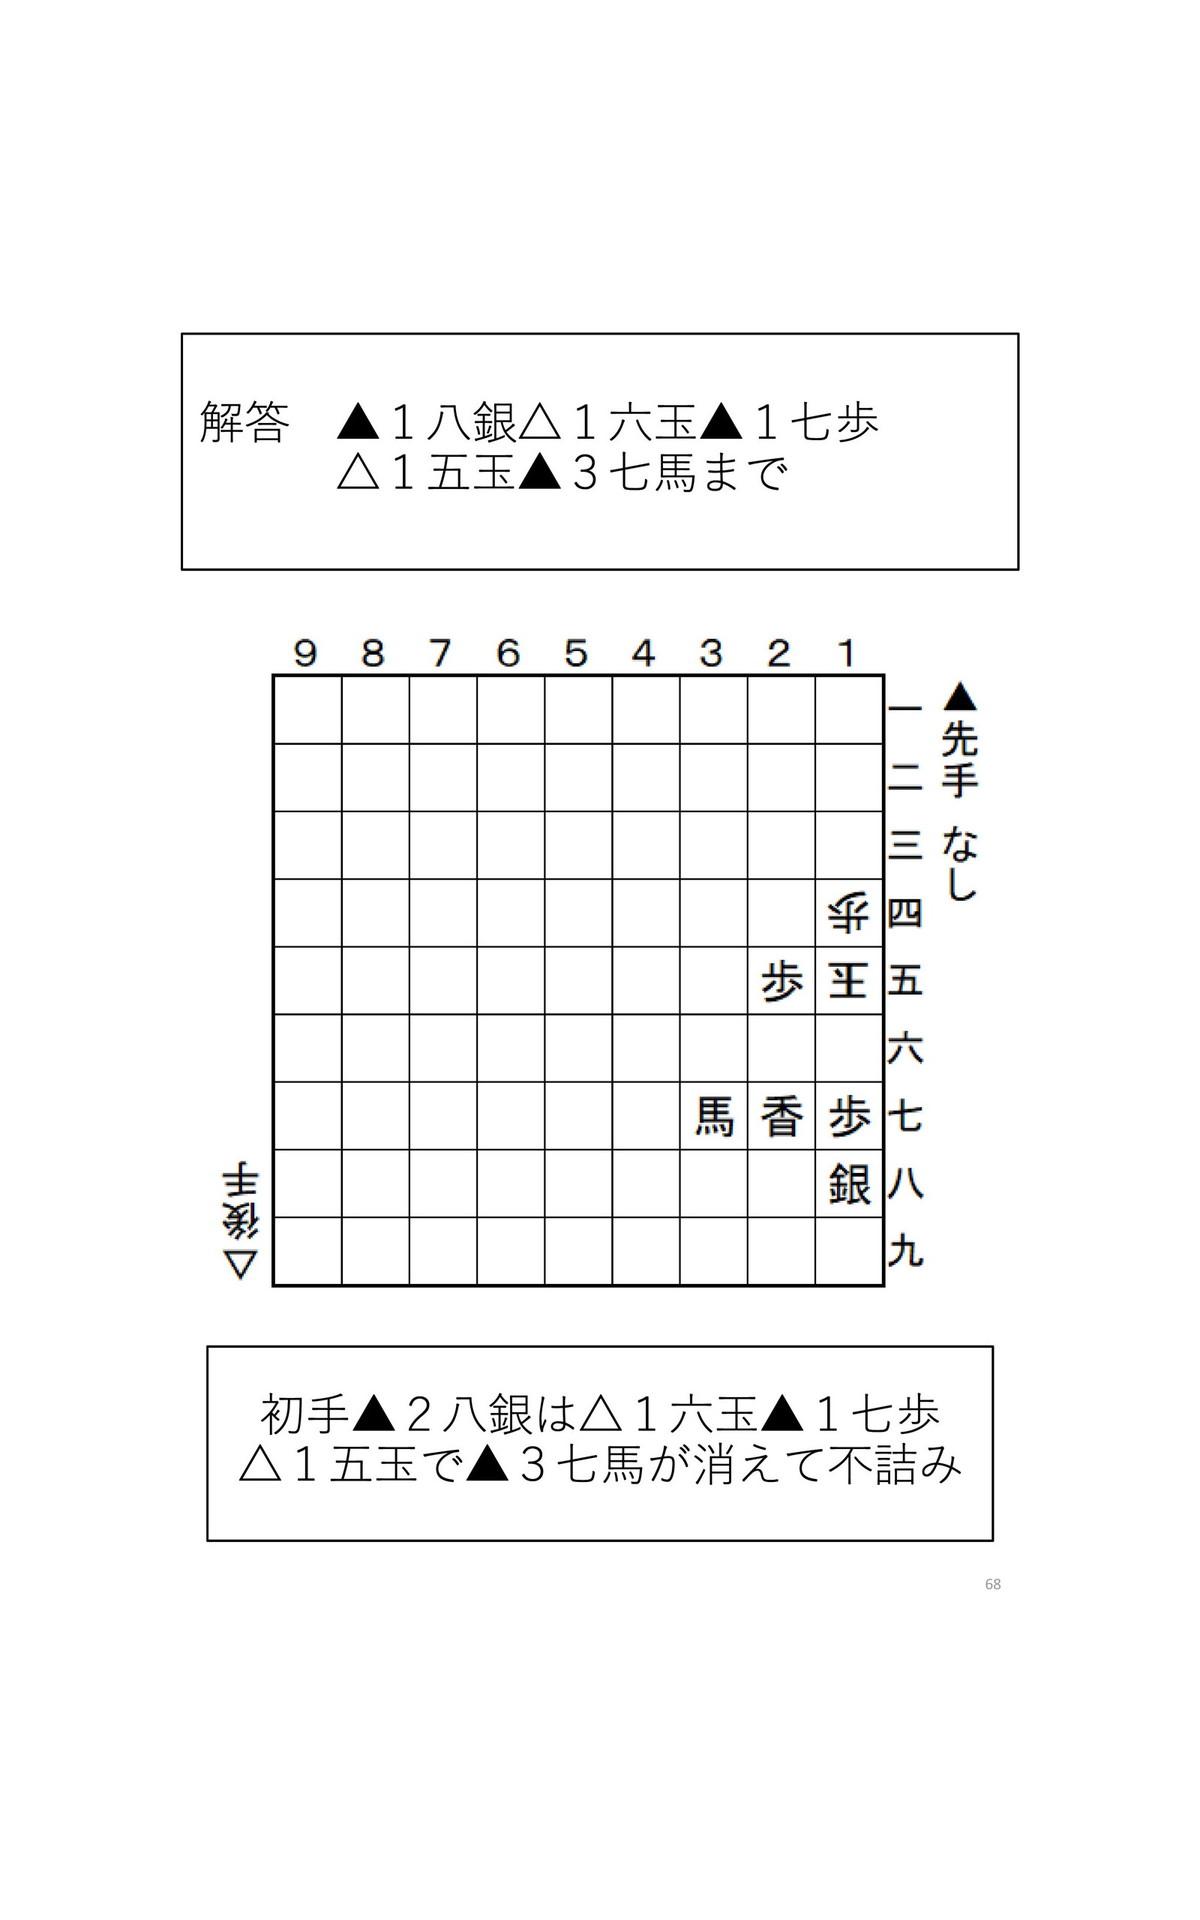 解答　▲１八銀△１六玉▲１七歩
△１五玉▲３七馬まで
9 8 7 6 5 4 3 2 1
一
二
三
歩 四
歩 王 五
六
馬 香 歩 七
銀 八
九
▲先手 なし
△後手
初手▲２八銀は△１六玉▲１七歩
△１五玉で▲３七馬が消えて不詰み
68